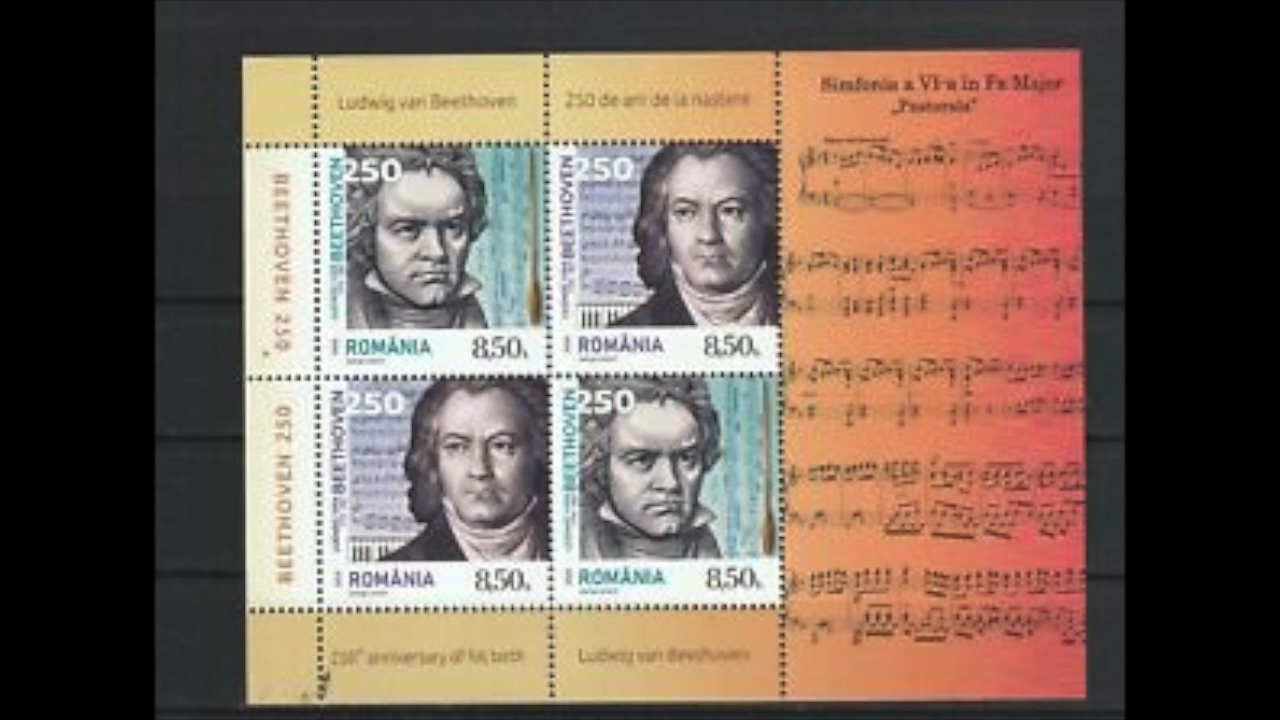 Ludwig van Beethoven
250 de ani de la naștere
Simfonia a VI-a în Fa Major
„Pastorala”
BEETHOVEN 250
250
BEETHOVEN
ROMÂNIA 8,50L
250
BEETHOVEN
ROMÂNIA 8,50L
BEETHOVEN 250
250
BEETHOVEN
ROMÂNIA 8,50L
250
BEETHOVEN
ROMÂNIA 8,50L
250th anniversary of his birth
Ludwig van Beethoven